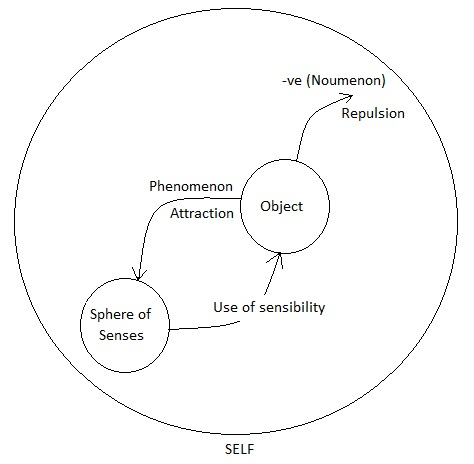 -ve (Noumenon)
Repulsion
Phenomenon
Attraction
Object
Use of sensibility
Sphere of
Senses
SELF